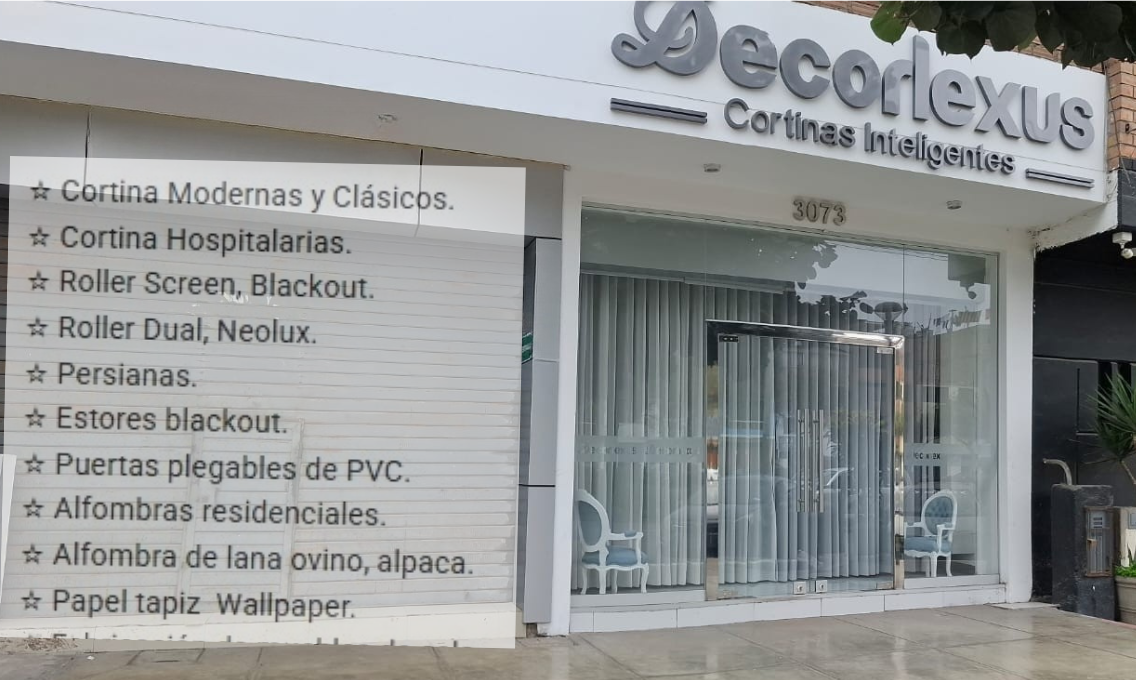 Decorlexus
Cortinas Inteligentes
3073
☆ Cortina Modernas y Clásicos.
☆ Cortina Hospitalarias.
☆ Roller Screen, Blackout.
☆ Roller Dual, Neolux.
☆ Persianas.
☆ Estores blackout.
☆ Puertas plegables de PVC.
☆ Alfombras residenciales.
☆ Alfombra de lana ovino, alpaca.
☆ Papel tapiz Wallpaper.